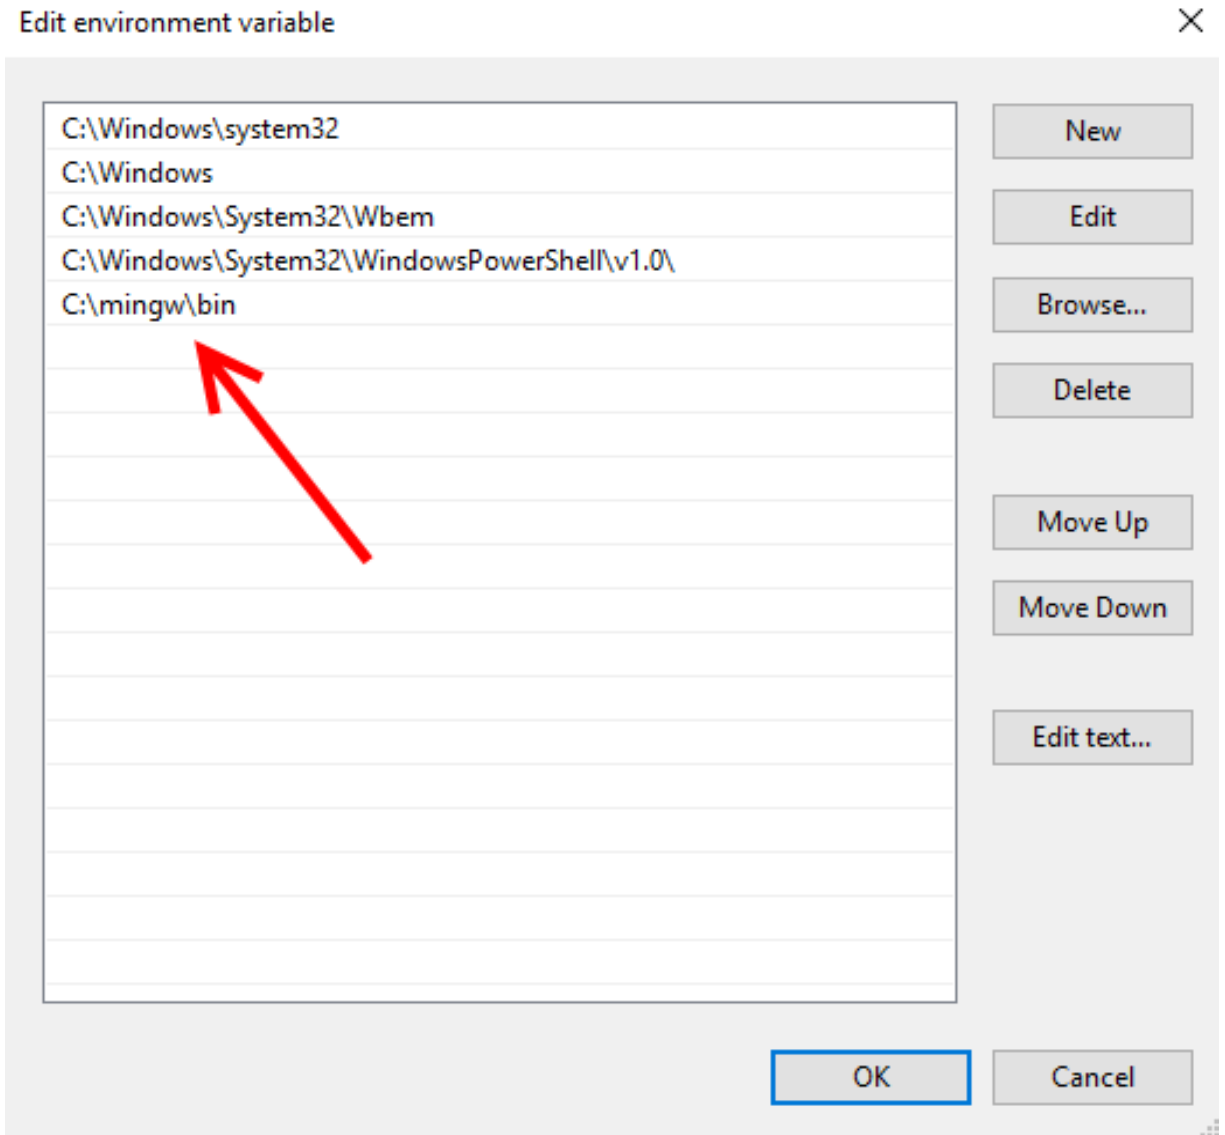 Edit environment variable
C:\Windows\system32
C:\Windows
C:\Windows\System32\Wbem
C:\Windows\System32\WindowsPowerShell\v1.0\
C:\mingw\bin
New
Edit
Browse...
Delete
Move Up
Move Down
Edit text...
OK
Cancel